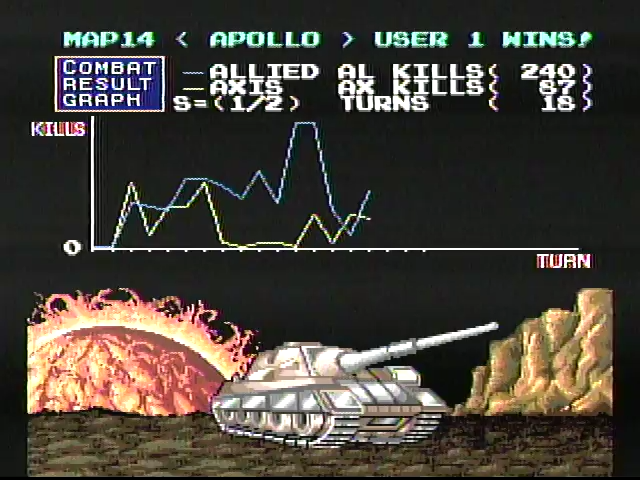 MAP14 < APOLLO > USER 1 WINS!
COMBAT RESULT GRAPH
ALLIED AL KILLS( 240)
AXIS AX KILLS( 87)
S=(1/2) TURNS ( 18)
KILLS
0
TURN